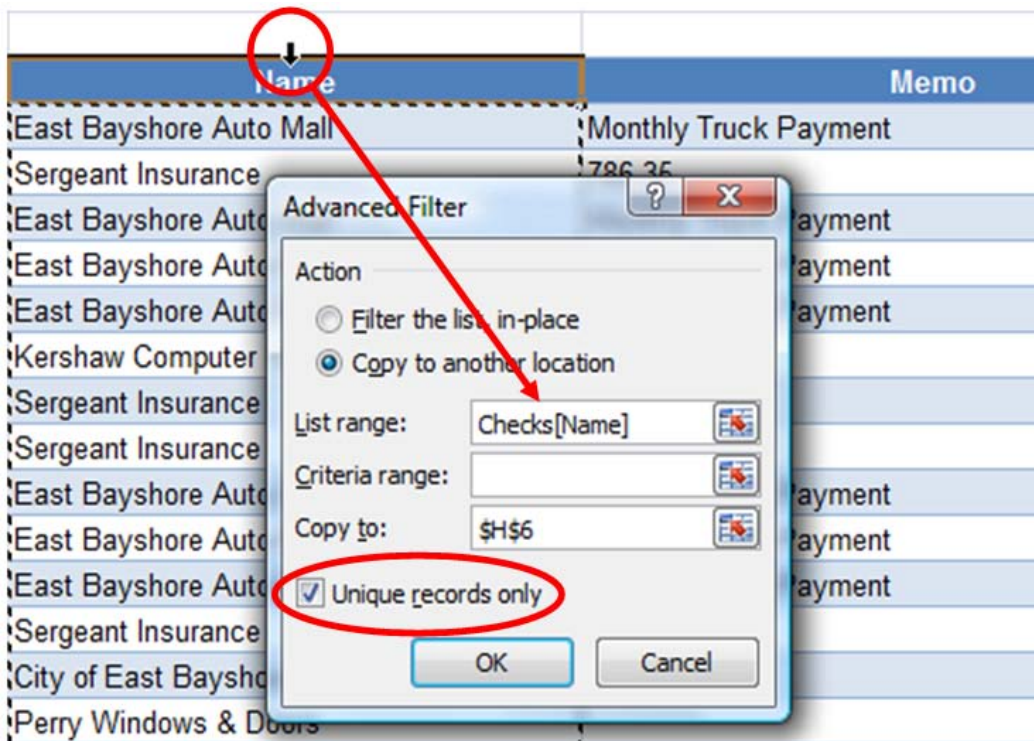 Name Memo
East Bayshore Auto Mall Monthly Truck Payment
Sergeant Insurance 786.35
East Bayshore Auto Payment
East Bayshore Auto Payment
East Bayshore Auto Payment
Kershaw Computer
Sergeant Insurance
Sergeant Insurance
East Bayshore Auto Payment
East Bayshore Auto Payment
East Bayshore Auto Payment
Sergeant Insurance
City of East Baysho
Perry Windows & Doors
Advanced Filter
?
X
Action
Filter the list, in-place
Copy to another location
List range: Checks[Name]
Criteria range:
Copy to: $H$6
Unique records only
OK Cancel